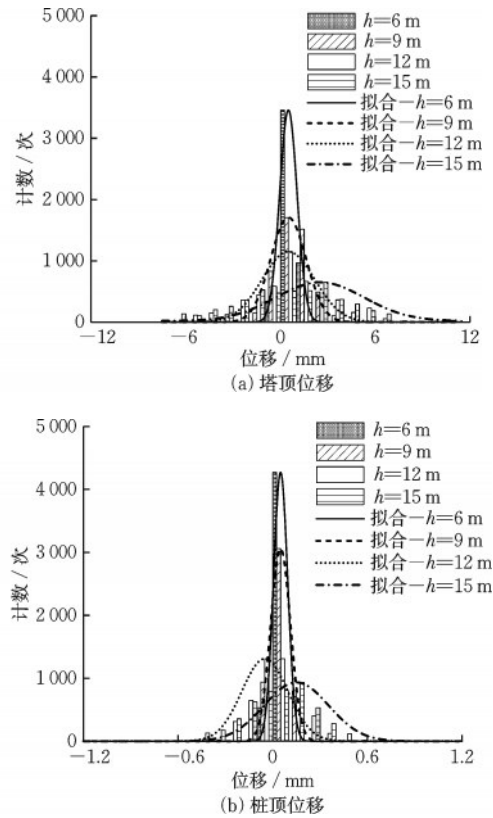 5 000
4 000
3 000
2 000
1 000
0
计数 / 次
h=6 m
h=9 m
h=12 m
h=15 m
拟合—h=6 m
拟合—h=9 m
拟合—h=12 m
拟合—h=15 m
−12 −6 0 6 12
位移 / mm
(a) 塔顶位移
5 000
4 000
3 000
2 000
1 000
0
计数 / 次
h=6 m
h=9 m
h=12 m
h=15 m
拟合—h=6 m
拟合—h=9 m
拟合—h=12 m
拟合—h=15 m
−1.2 −0.6 0 0.6 1.2
位移 / mm
(b) 桩顶位移